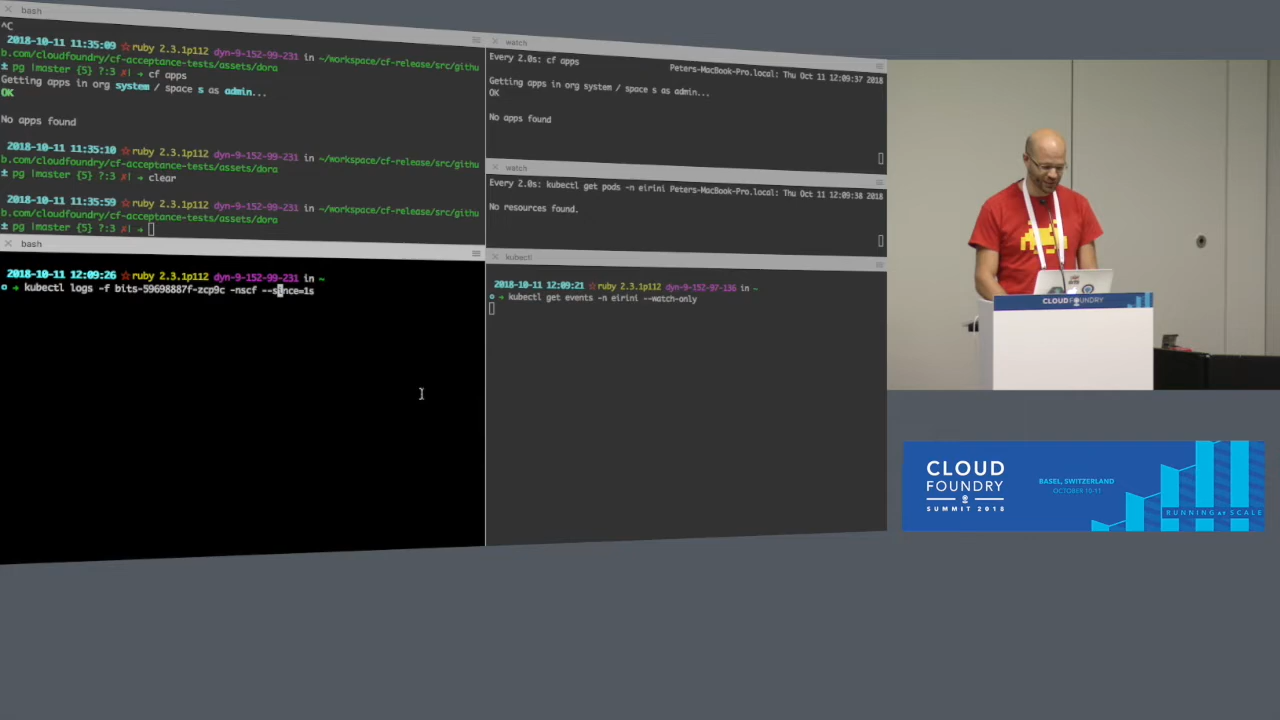 bash
^C
2018-10-11 11:35:09 ☆ruby 2.3.1p112 dyn-9-152-99-231 in ~/workspace/cf-release/src/githu
b.com/cloudfoundry/cf-acceptance-tests/assets/dora
± pg |master {5} ?:3 ✗| → cf apps
Getting apps in org system / space s as admin...
OK
No apps found
2018-10-11 11:35:10 ☆ruby 2.3.1p112 dyn-9-152-99-231 in ~/workspace/cf-release/src/githu
b.com/cloudfoundry/cf-acceptance-tests/assets/dora
± pg |master {5} ?:3 ✗| → clear
2018-10-11 11:35:59 ☆ruby 2.3.1p112 dyn-9-152-99-231 in ~/workspace/cf-release/src/githu
b.com/cloudfoundry/cf-acceptance-tests/assets/dora
± pg |master {5} ?:3 ✗| →
bash
2018-10-11 12:09:26 ☆ruby 2.3.1p112 dyn-9-152-99-231 in ~
→ kubectl logs -f bits-59698887f-zcp9c -nscf --since=1s
watch
Every 2.0s: cf apps
Peters-MacBook-Pro.local: Thu Oct 11 12:09:37 2018
Getting apps in org system / space s as admin...
OK
No apps found
watch
Every 2.0s: kubectl get pods -n eirini Peters-MacBook-Pro.local: Thu Oct 11 12:09:38 2018
No resources found.
kubectl
2018-10-11 12:09:21 ☆ruby 2.3.1p112 dyn-9-152-97-136 in ~
→ kubectl get events -n eirini --watch-only
CLOUD FOUNDRY
CLOUD
FOUNDRY
SUMMIT 2018
BASEL, SWITZERLAND
OCTOBER 10-11
RUNNING AT SCALE